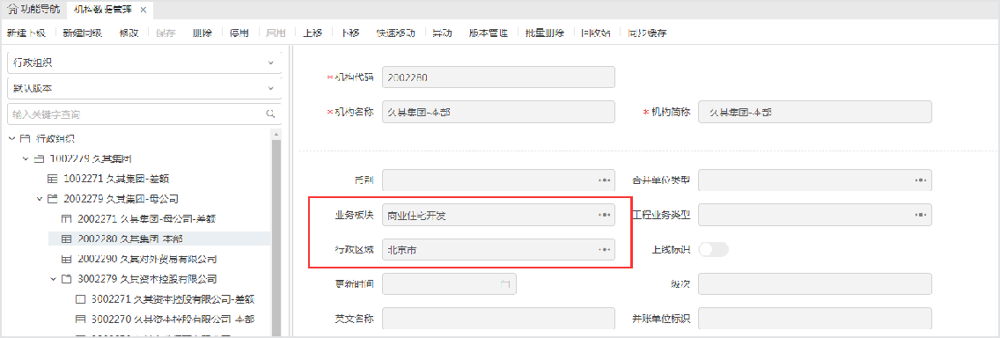 功能导航 机构数据管理 ×
新建下级 新建同级 修改 保存 删除 停用 启用 上移 下移 快速移动 异动 版本管理 批量删除 回收站 同步缓存
行政组织
默认版本
输入关键字查询
行政组织
1002279 久其集团
1002271 久其集团-差额
2002279 久其集团-母公司
2002271 久其集团-母公司-差额
2002280 久其集团-本部
2002290 久其对外贸易有限公司
3002279 久其资本控股有限公司
3002271 久其资本控股有限公司-差额
3002270 久其资本控股有限公司-本部
*机构代码 2002280
*机构名称 久其集团-本部 *机构简称 久其集团-本部
币别 合并单位类型
业务板块 商业住宅开发 工程业务类型
行政区域 北京市 上线标识
更新时间 级次
英文名称 并账单位标识